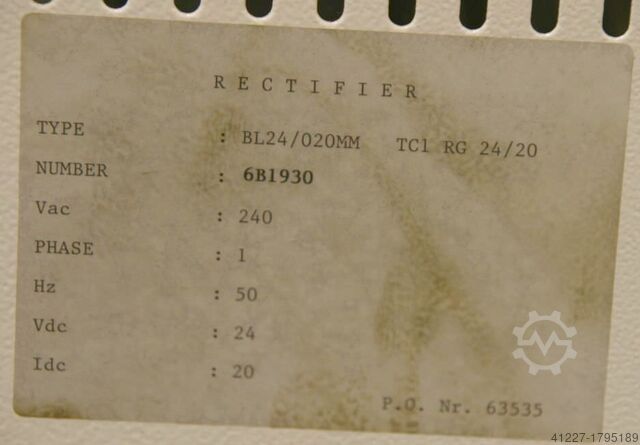 RECTIFIER
TYPE : BL24/020MM TC1 RG 24/20
NUMBER : 6B1930
Vac : 240
PHASE : 1
Hz : 50
Vdc : 24
Idc : 20
P.O. Nr. 63535
41227-1795189